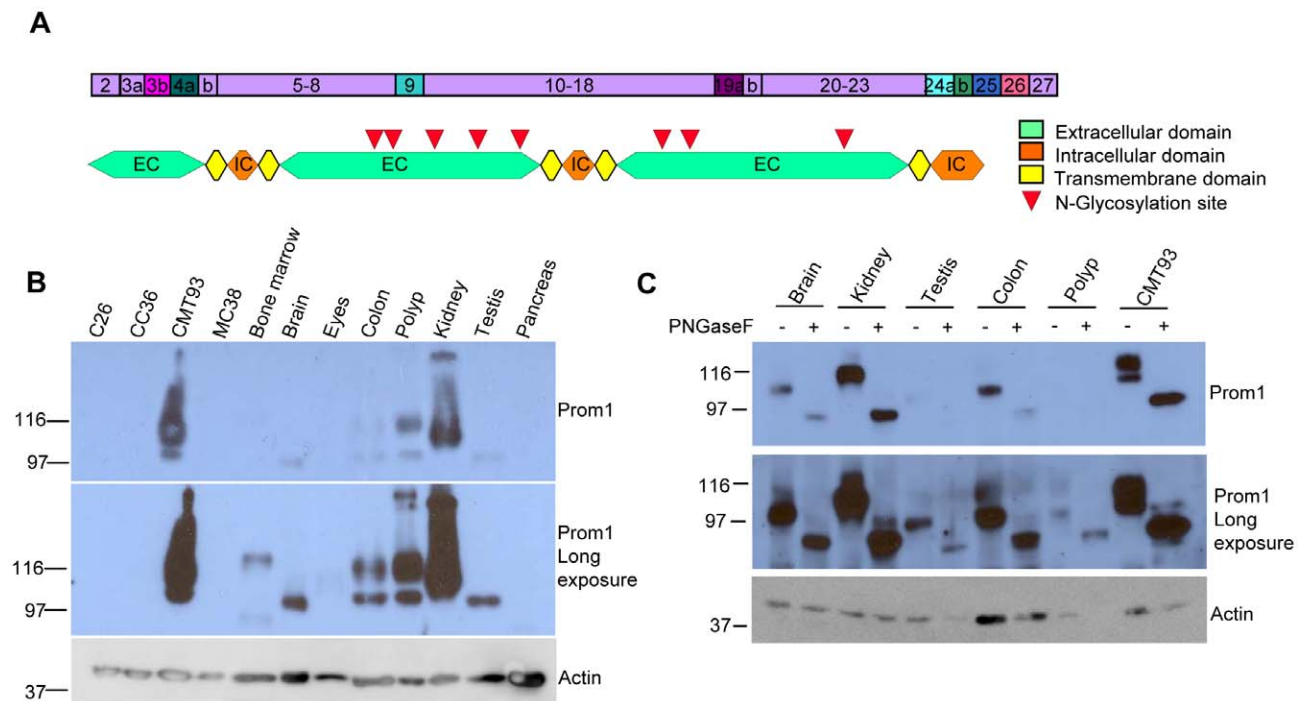 A
2 3a 3b 4a b 5-8 9 10-18 19a b 20-23 24a b 25 26 27
EC IC EC IC EC IC
Extracellular domain
Intracellular domain
Transmembrane domain
N-Glycosylation site
B
C26 CC36 CMT93 MC38 Bone marrow Brain Eyes Colon Polyp Kidney Testis Pancreas
116
97
Prom1
116
97
Prom1
Long
exposure
37
Actin
C
Brain Kidney Testis Colon Polyp CMT93
PNGaseF - + - + - + - + - + - +
116
97
Prom1
116
97
Prom1
Long
exposure
37
Actin